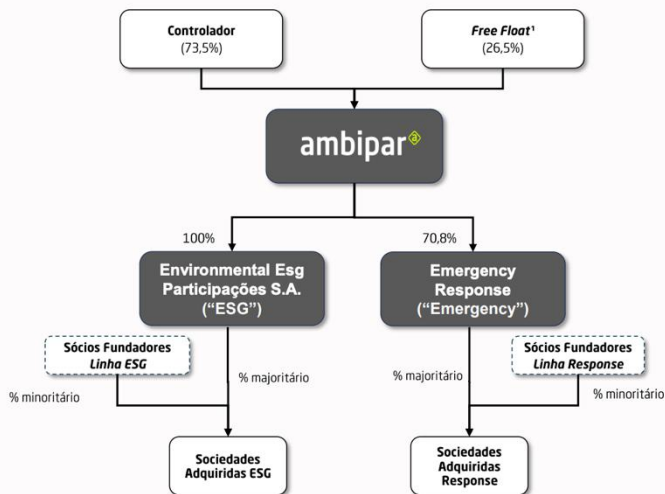 Controlador
(73,5%)
Free Float¹
(26,5%)
ambipar
100%
70,8%
Environmental Esg
Participações S.A.
(“ESG”)
Emergency
Response
(“Emergency”)
Sócios Fundadores
Linha ESG
% minoritário
% majoritário
% majoritário
Sócios Fundadores
Linha Response
% minoritário
Sociedades
Adquiridas ESG
Sociedades
Adquiridas
Response